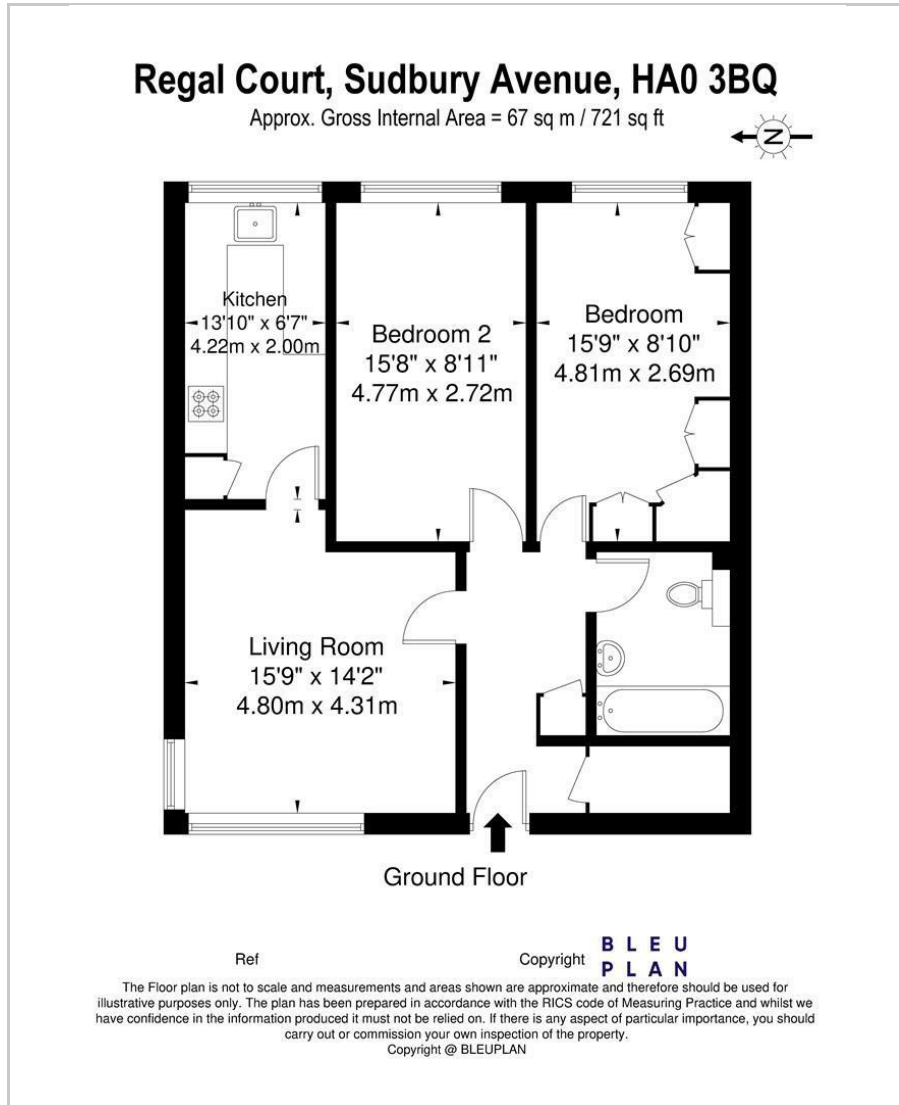 Regal Court, Sudbury Avenue, HA0 3BQ
Approx. Gross Internal Area = 67 sq m / 721 sq ft
N
Kitchen
13'10" x 6'7"
4.22m x 2.00m
Bedroom 2
15'8" x 8'11"
4.77m x 2.72m
Bedroom
15'9" x 8'10"
4.81m x 2.69m
Living Room
15'9" x 14'2"
4.80m x 4.31m
Ground Floor
Ref
Copyright
BLEU
PLAN
The Floor plan is not to scale and measurements and areas shown are approximate and therefore should be used for
illustrative purposes only. The plan has been prepared in accordance with the RICS code of Measuring Practice and whilst we
have confidence in the information produced it must not be relied on. If there is any aspect of particular importance, you should
carry out or commission your own inspection of the property.
Copyright @ BLEUPLAN